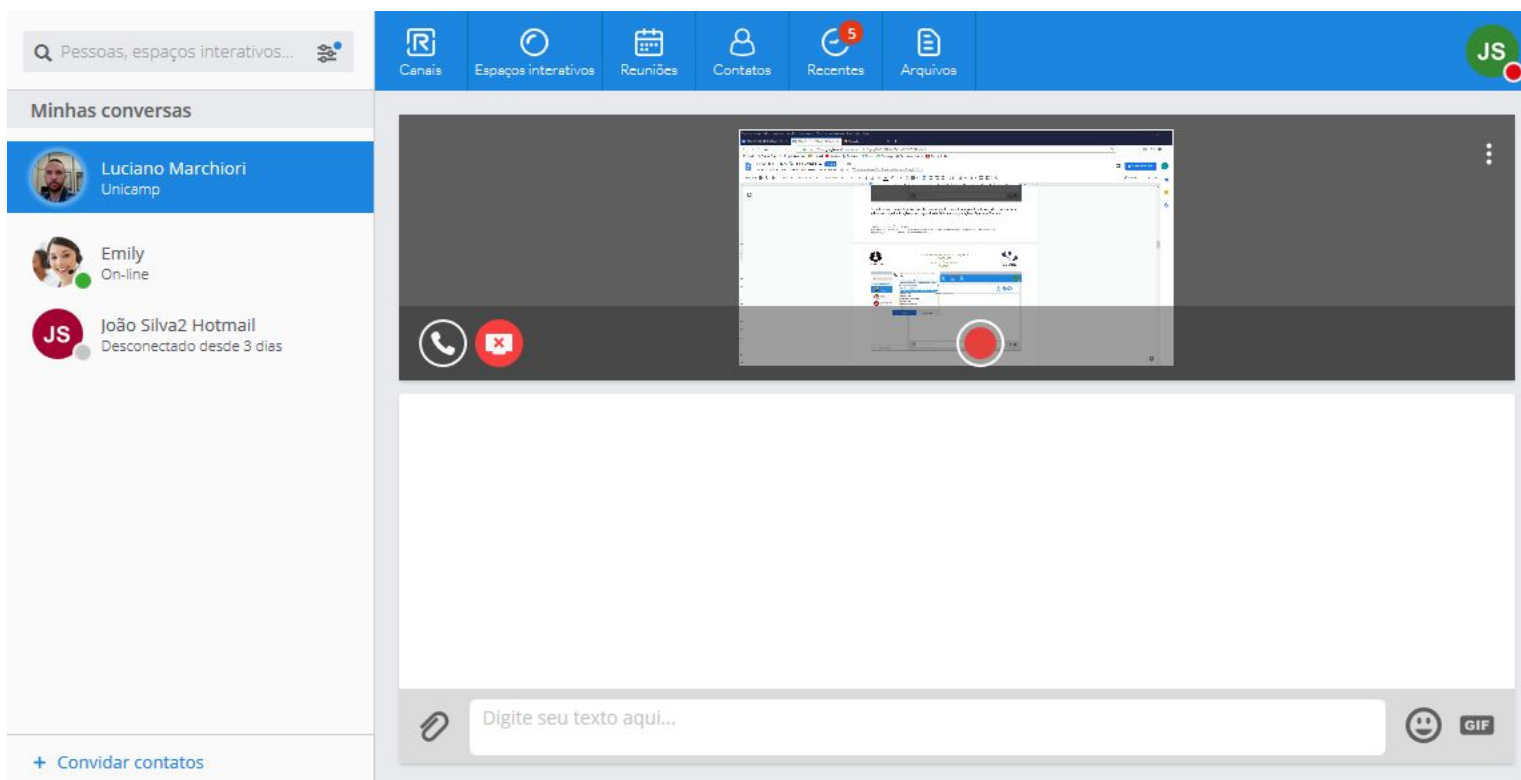 Pessoas, espaços interativos...
Canais
Espaços interativos
Reuniões
Contatos
5
Recentes
Arquivos
JS
Minhas conversas
Luciano Marchiori
Unicamp
Emily
On-line
JS
João Silva2 Hotmail
Desconectado desde 3 dias
Digite seu texto aqui...
GIF
+ Convidar contatos